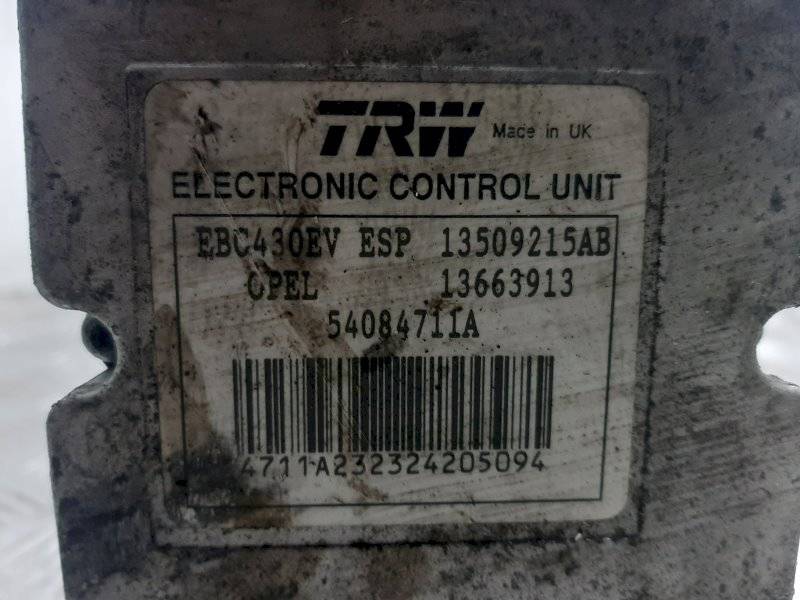 TRW Made in UK
ELECTRONIC CONTROL UNIT
EBC430EV ESP 13509215AB
OPEL 13663913
54084711A
4711A232324205094